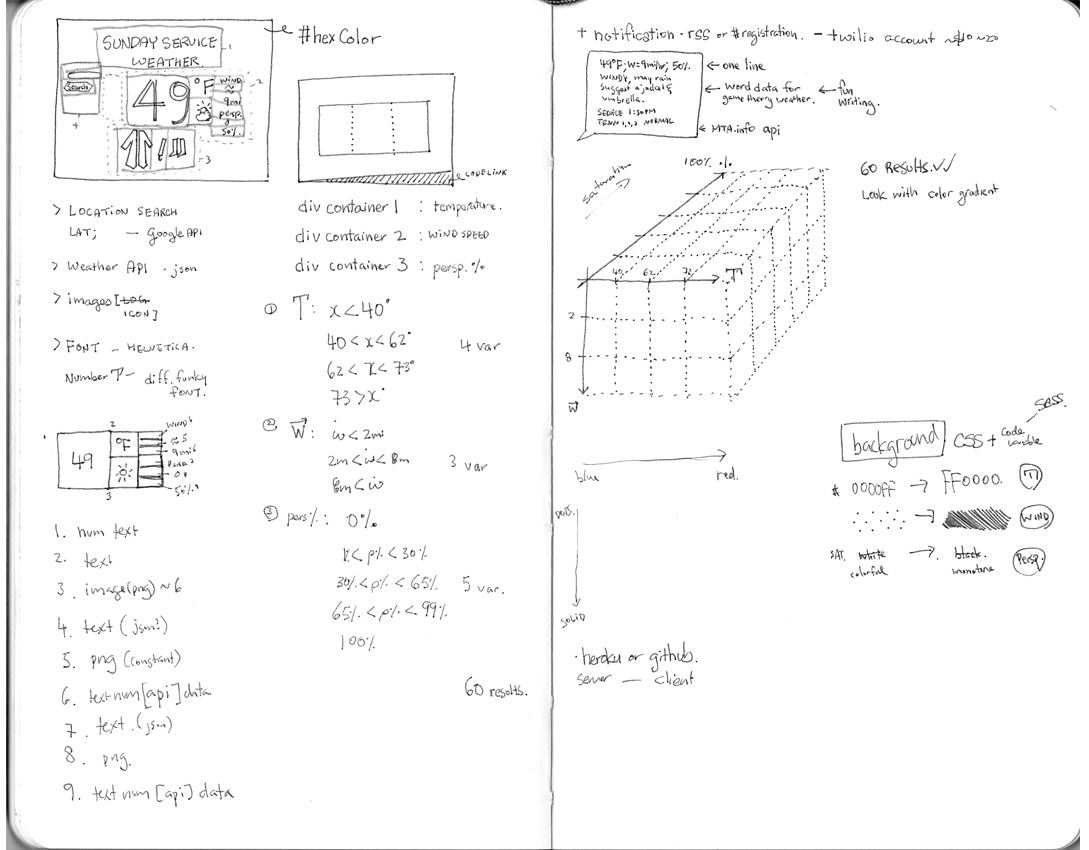 SUNDAY SERVICE
WEATHER.
Search
49
°F
WIND
~
9mi
persp.
50%.
2
3
4
#hexColor
CODELINK
> LOCATION SEARCH
LAT; — Google API
> Weather API - json
> images [
ICON]
> FONT — HELVETICA.
Number T — diff. funky
FONT.
div container 1 : temperature.
div container 2 : WIND SPEED
div container 3 : persp. %
① T: x < 40°
40 < x < 62°
62 < x < 73°
73 > x°
4 var
② W: w < 2mi
2m < w < 8m
8m < w
3 var
③ pers%: 0%
1 < p% < 30%
30% < p% < 65%
65% < p% < 99%
100%
5 var.
60 results.
1
2
49
°F
3
WIND 4
≈ 5
9mi 6
Persp 7
50% 9
1. num text
2. text
3. image(png) ~ 6
4. text (json?)
5. png (constant)
6. text num [api] data
7. text. (json)
8. png.
9. text num [api] data
+ notification - rss or #registration. — twilio account ~$10~20
49°F; W=9mi/hr; 50%.
WINDY, may rain
suggest a jacket &
umbrella.
SERVICE 1:30PM
TRAIN 1,2,3 NORMAL
← one line
← word data for
game theory weather.
← fun
writing.
← MTA.info api
saturation
100% %
40 62 73 T
2
8
W
60 Results.
Look with color gradient
blue
red.
DOTS.
SOLID
background
CSS + Code
variable
SASS.
# 0000FF → FF0000. T
→ WIND
SAT. white → black.
colorful monotone
Persp.
· heroku or github.
server — client